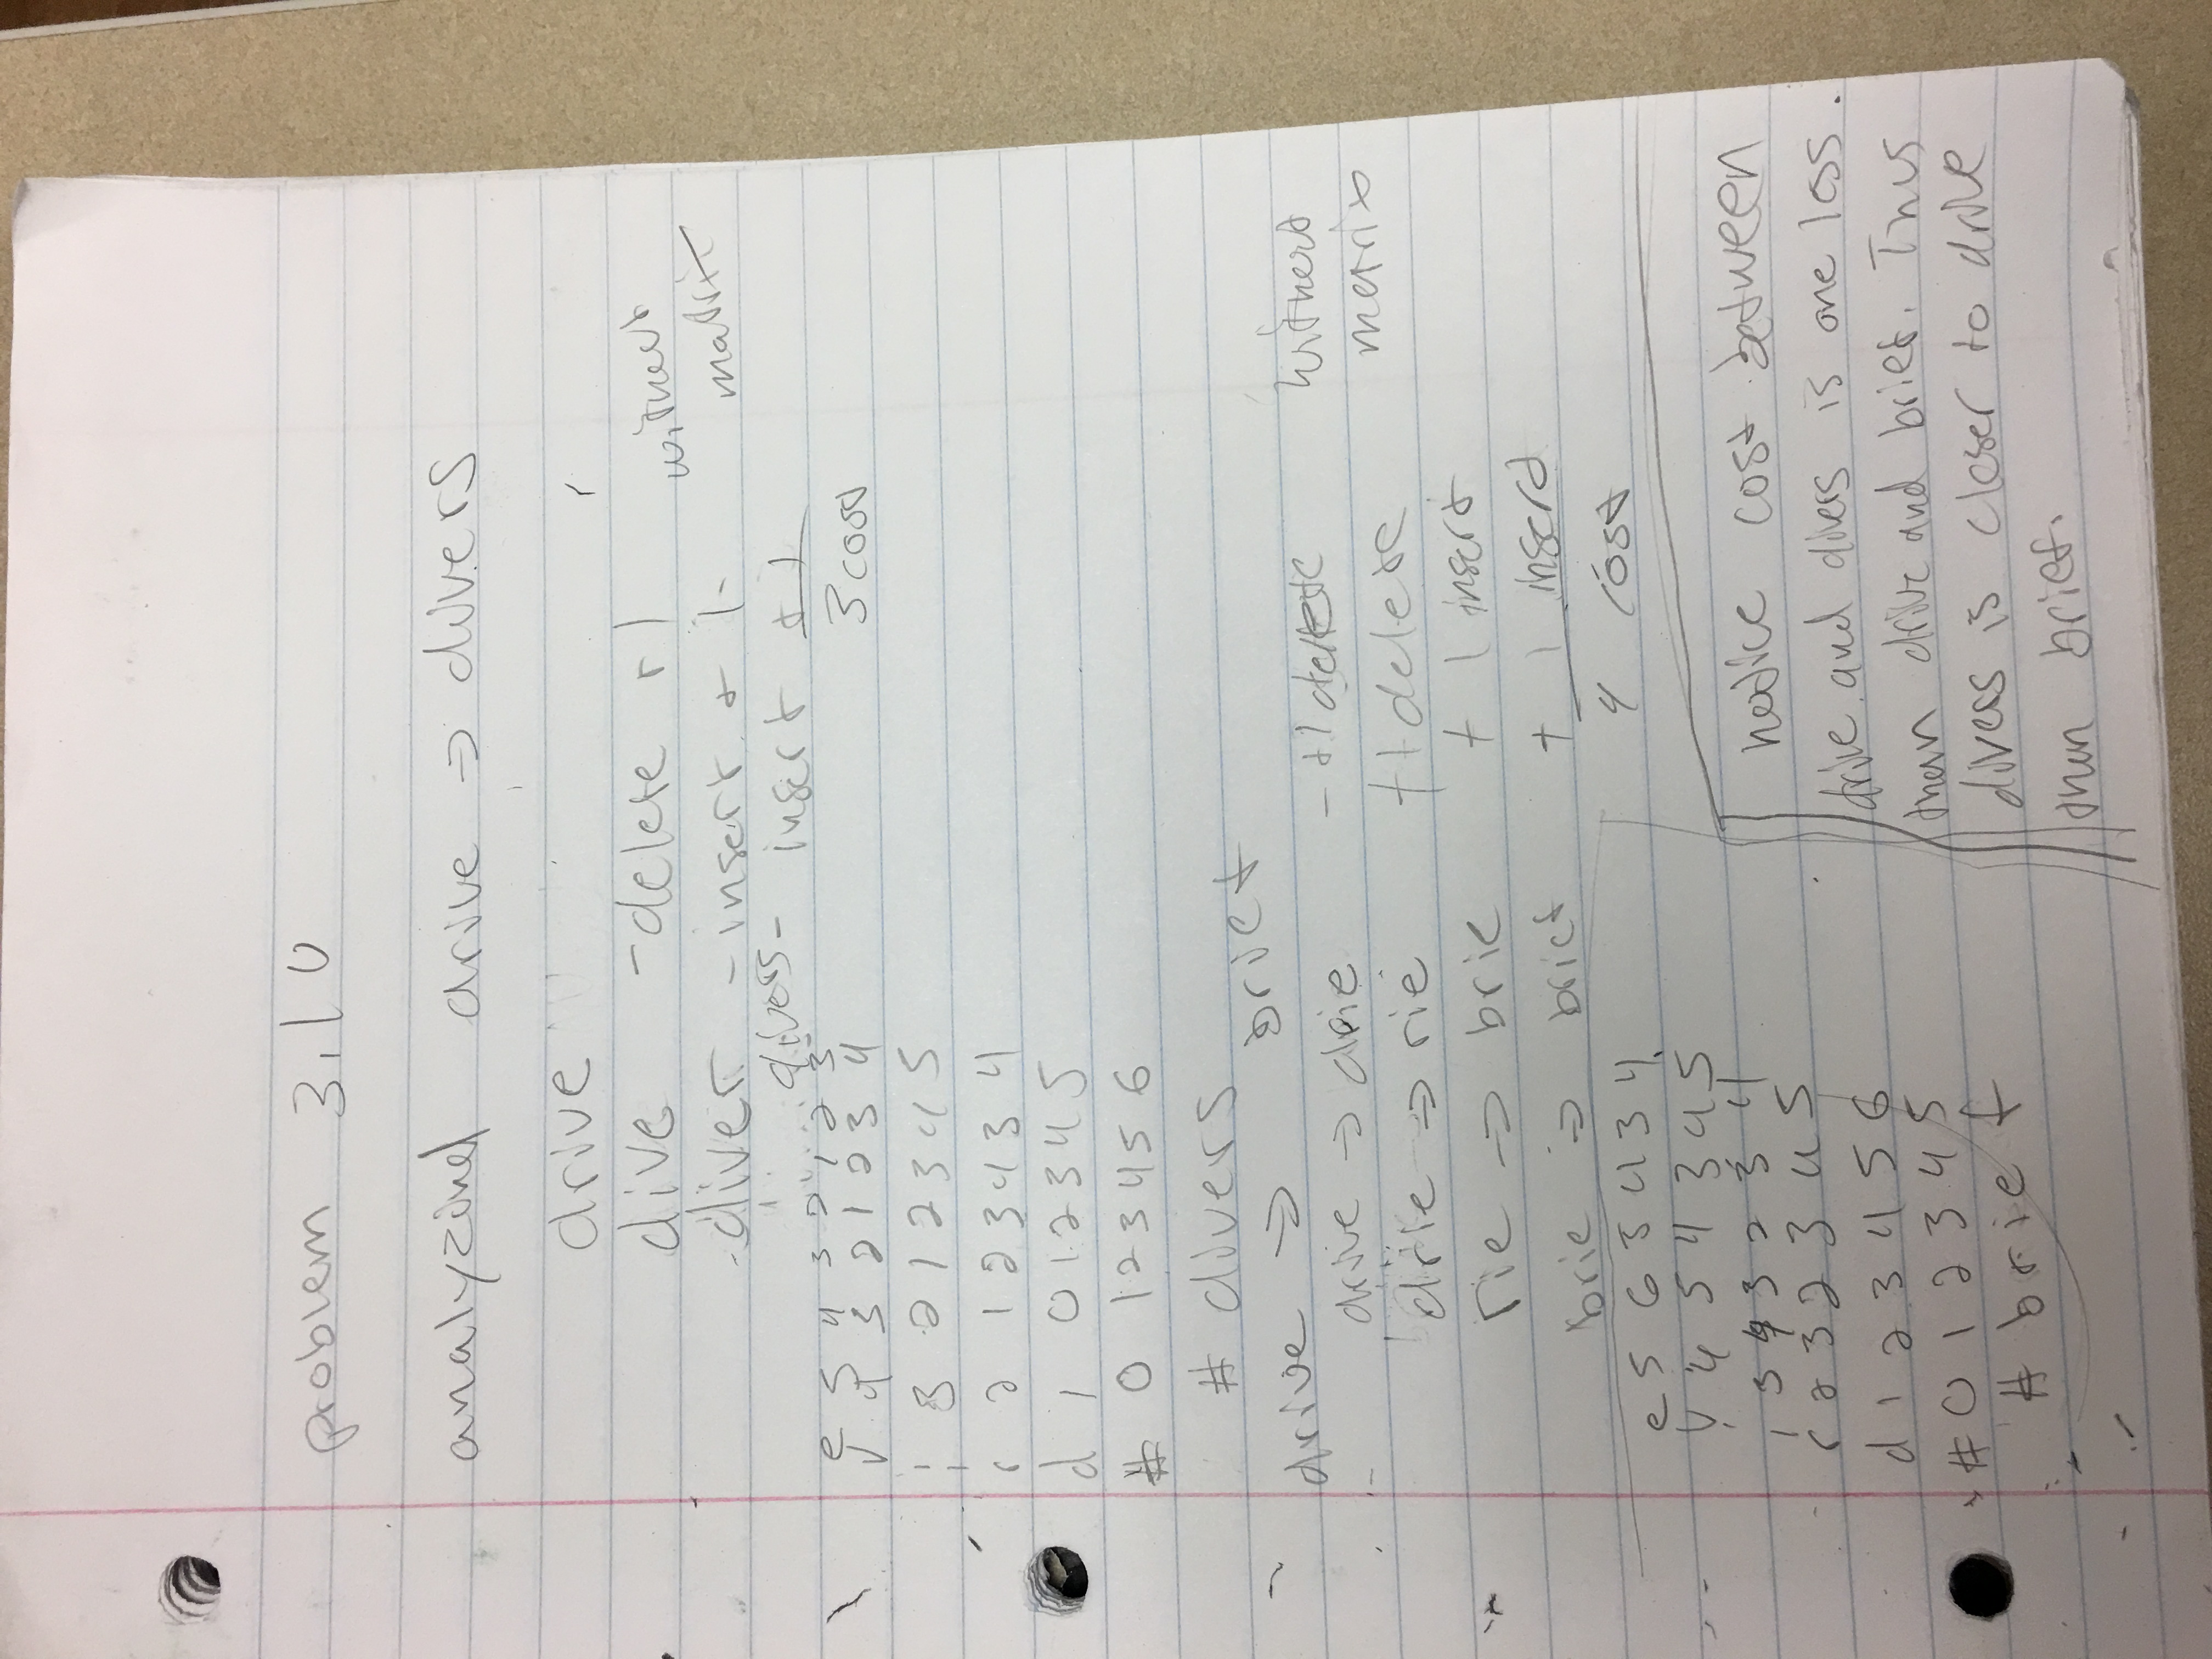 problem 3.10
analyzind drive → divers
drive
dive - delete + 1
diver - insert + 1
without matrix
divers - insert + 1
3 cost
e 5 4 3 2 1 2 3
v 4 3 2 1 2 3 4
i 3 2 1 2 3 4 5
r 2 1 2 3 4 3 4
d 1 0 1 2 3 4 5
# 0 1 2 3 4 5 6
# divers
drive → brief
drive → drie - +1 delete
without matrix
drie → rie +1 delete
rie → brie + 1 insert
brie → brief + 1 insert
4 cost
e 5 6 5 4 3 4
v 4 5 4 3 4 5
i 3 4 3 2 3 4
r 2 3 2 3 4 5
d 1 2 3 4 5 6
# 0 1 2 3 4 5
# brief
notice cost between
drive and divers is one less
than drive and brief. Thus
divers is closer to drive
than brief.